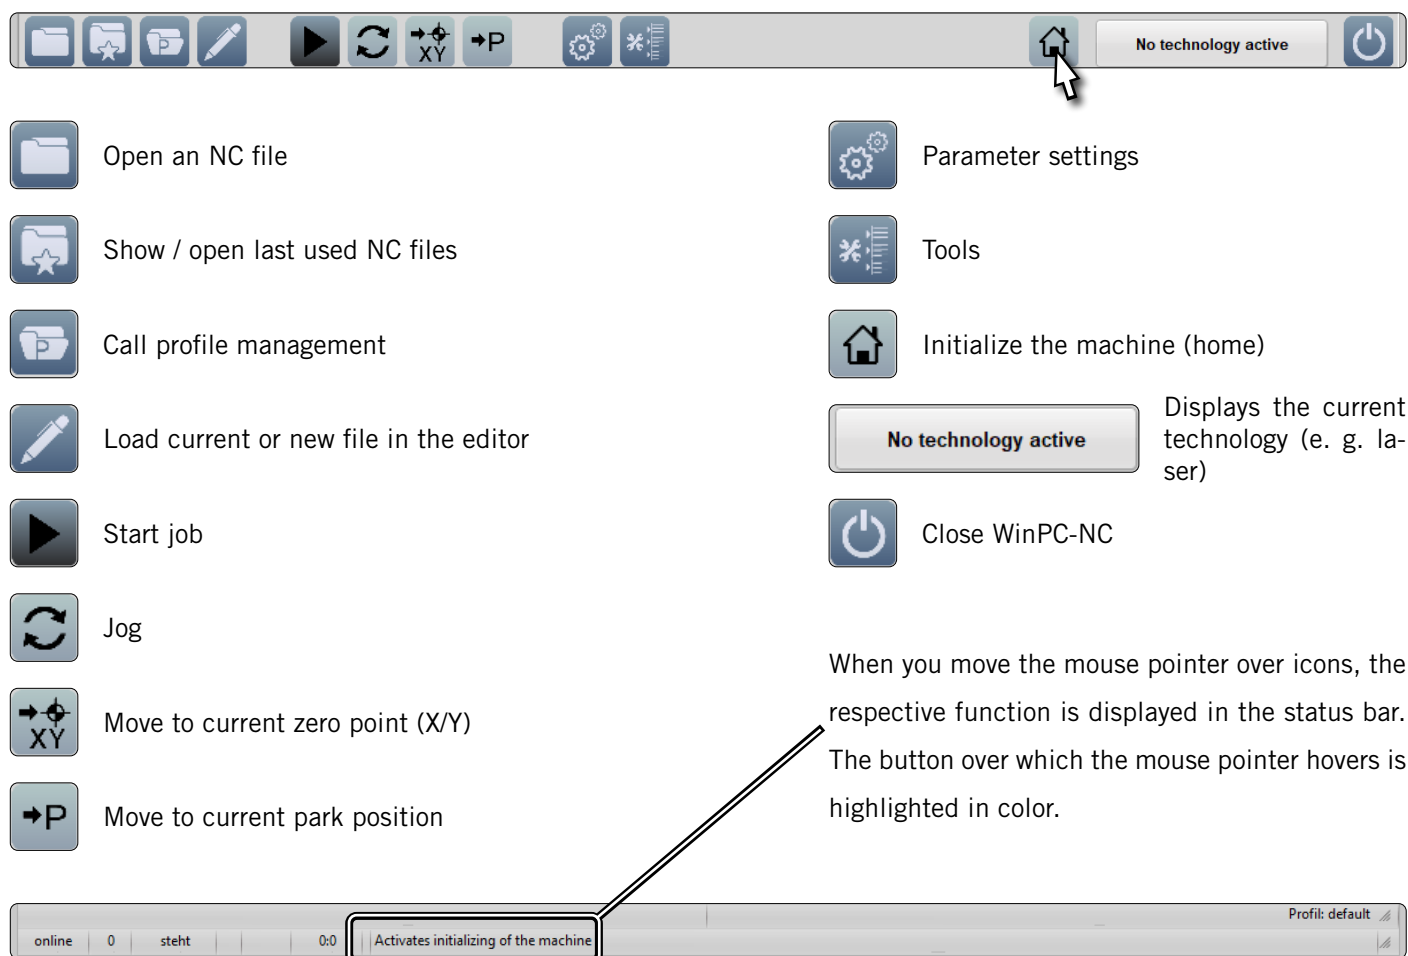 XY
P
P
No technology active
Open an NC file
Show / open last used NC files
P
Call profile management
Load current or new file in the editor
Start job
Jog
XY
Move to current zero point (X/Y)
P
Move to current park position
Parameter settings
Tools
Initialize the machine (home)
No technology active
Displays the current
technology (e. g. la-
ser)
Close WinPC-NC
When you move the mouse pointer over icons, the
respective function is displayed in the status bar.
The button over which the mouse pointer hovers is
highlighted in color.
Profil: default
online 0 steht 0:0 Activates initializing of the machine